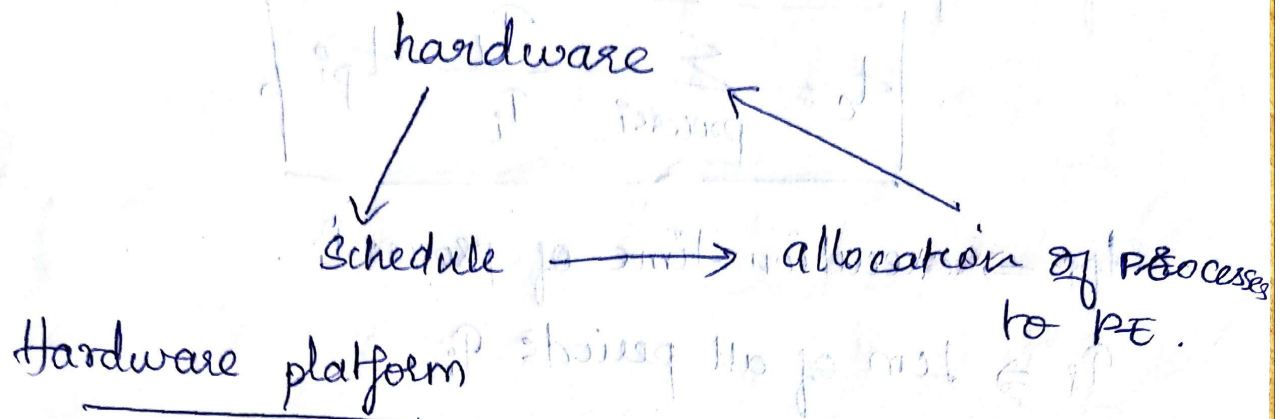 hardware
Schedule → allocation of processes
to PE.
Hardware platform